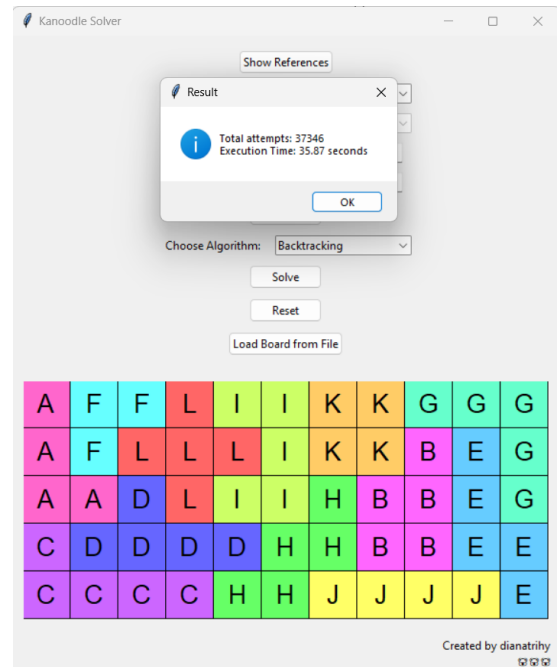 Kanoodle Solver
Show References
Result
Total attempts: 37346
Execution Time: 35.87 seconds
OK
Choose Algorithm: Backtracking
Solve
Reset
Load Board from File
A F F L I I K K G G G
A F L L L I K K B E G
A A D L I I H B B E G
C D D D D H H B B E E
C C C C H H J J J J E
Created by dianatrihy